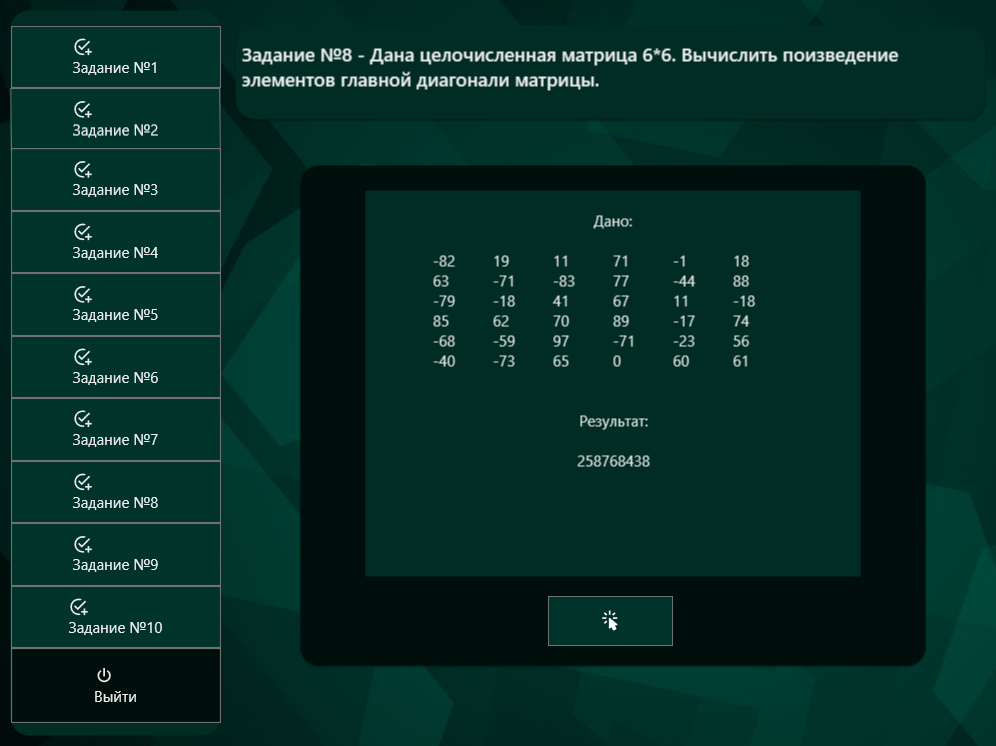 Задание №1
Задание №2
Задание №3
Задание №4
Задание №5
Задание №6
Задание №7
Задание №8
Задание №9
Задание №10
Выйти
Задание №8 - Дана целочисленная матрица 6*6. Вычислить поизведение
элементов главной диагонали матрицы.
Дано:
-82 19 11 71 -1 18
63 -71 -83 77 -44 88
-79 -18 41 67 11 -18
85 62 70 89 -17 74
-68 -59 97 -71 -23 56
-40 -73 65 0 60 61
Результат:
258768438